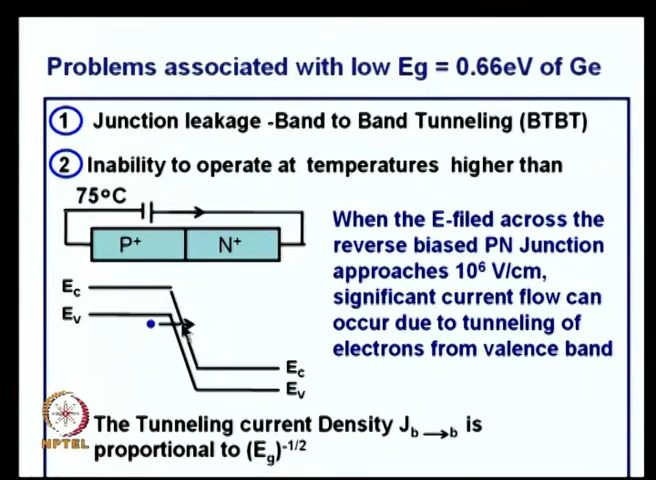 Problems associated with low Eg = 0.66eV of Ge
1 Junction leakage -Band to Band Tunneling (BTBT)
2 Inability to operate at temperatures higher than
75°C
P+ N+
When the E-filed across the
reverse biased PN Junction
approaches 10⁶ V/cm,
significant current flow can
occur due to tunneling of
electrons from valence band
Ec
Ev
Ec
Ev
The Tunneling current Density Jb→b is
proportional to (Eg)-1/2
NPTEL